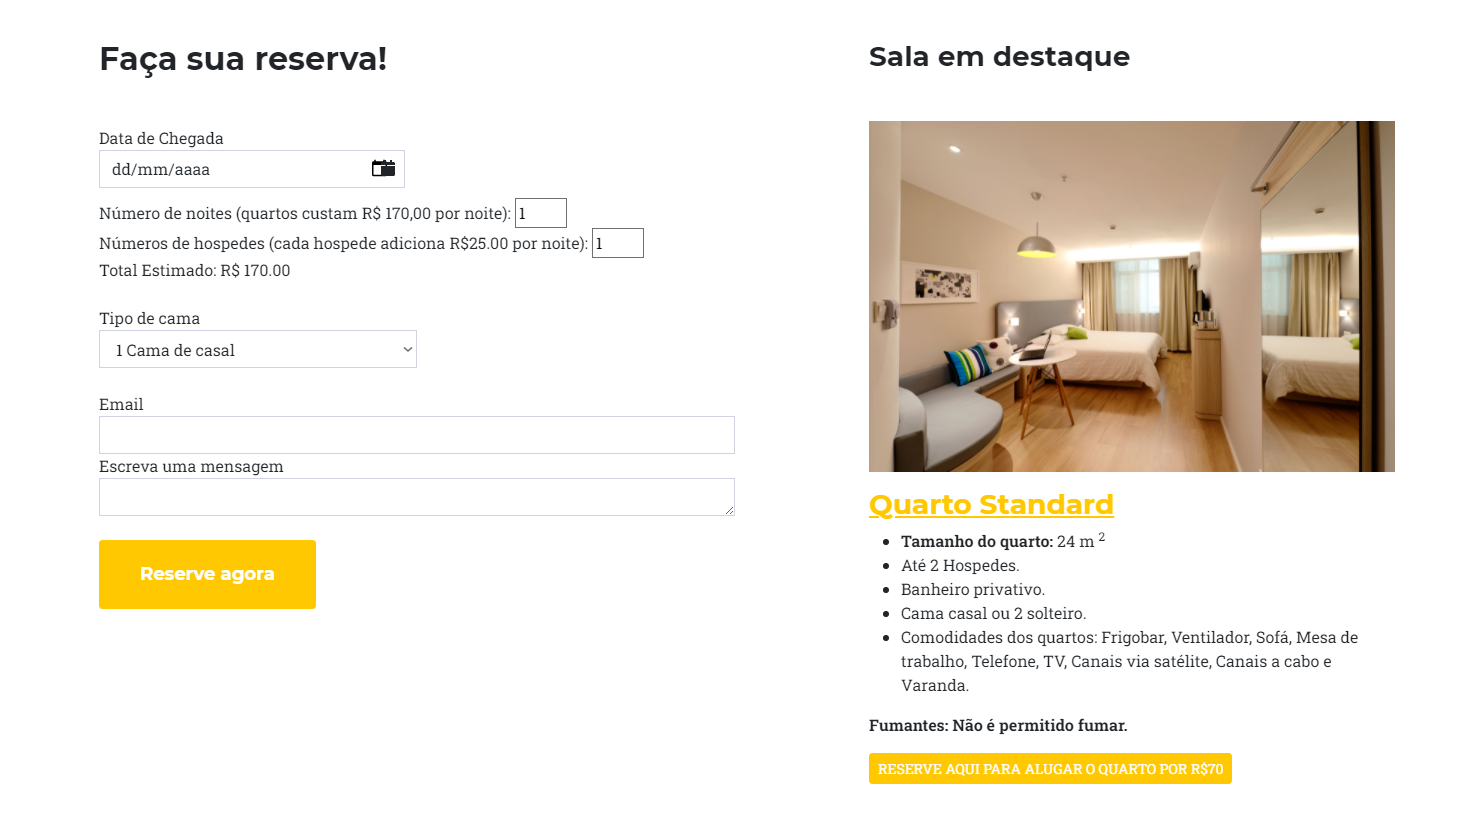 Faça sua reserva!
Data de Chegada
dd/mm/aaaa
Número de noites (quartos custam R$ 170,00 por noite): 1
Números de hospedes (cada hospede adiciona R$25.00 por noite): 1
Total Estimado: R$ 170.00
Tipo de cama
1 Cama de casal
Email
Escreva uma mensagem
Reserve agora
Sala em destaque
Quarto Standard
Tamanho do quarto: 24 m 2
Até 2 Hospedes.
Banheiro privativo.
Cama casal ou 2 solteiro.
Comodidades dos quartos: Frigobar, Ventilador, Sofá, Mesa de
trabalho, Telefone, TV, Canais via satélite, Canais a cabo e
Varanda.
Fumantes: Não é permitido fumar.
RESERVE AQUI PARA ALUGAR O QUARTO POR R$70